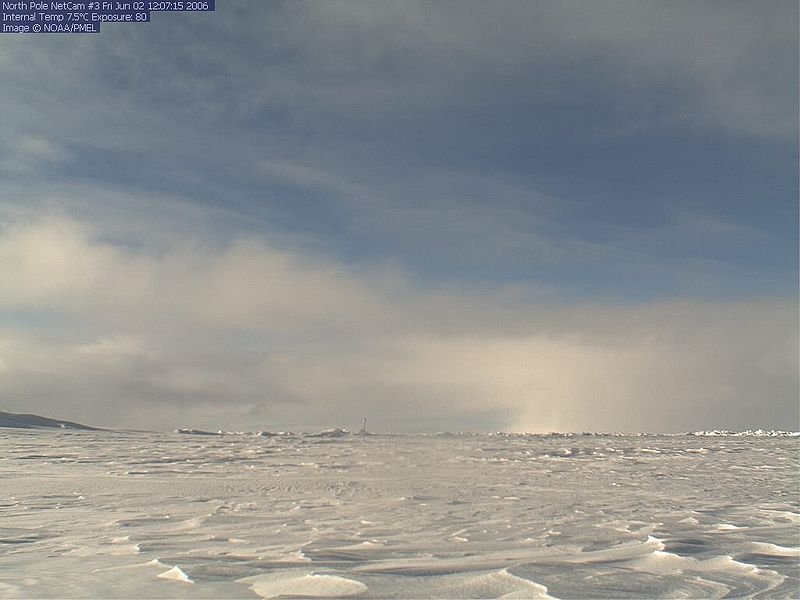 North Pole NetCam #3 Fri Jun 02 12:07:15 2006
Internal Temp 7.5°C Exposure: 80
Image © NOAA/PMEL